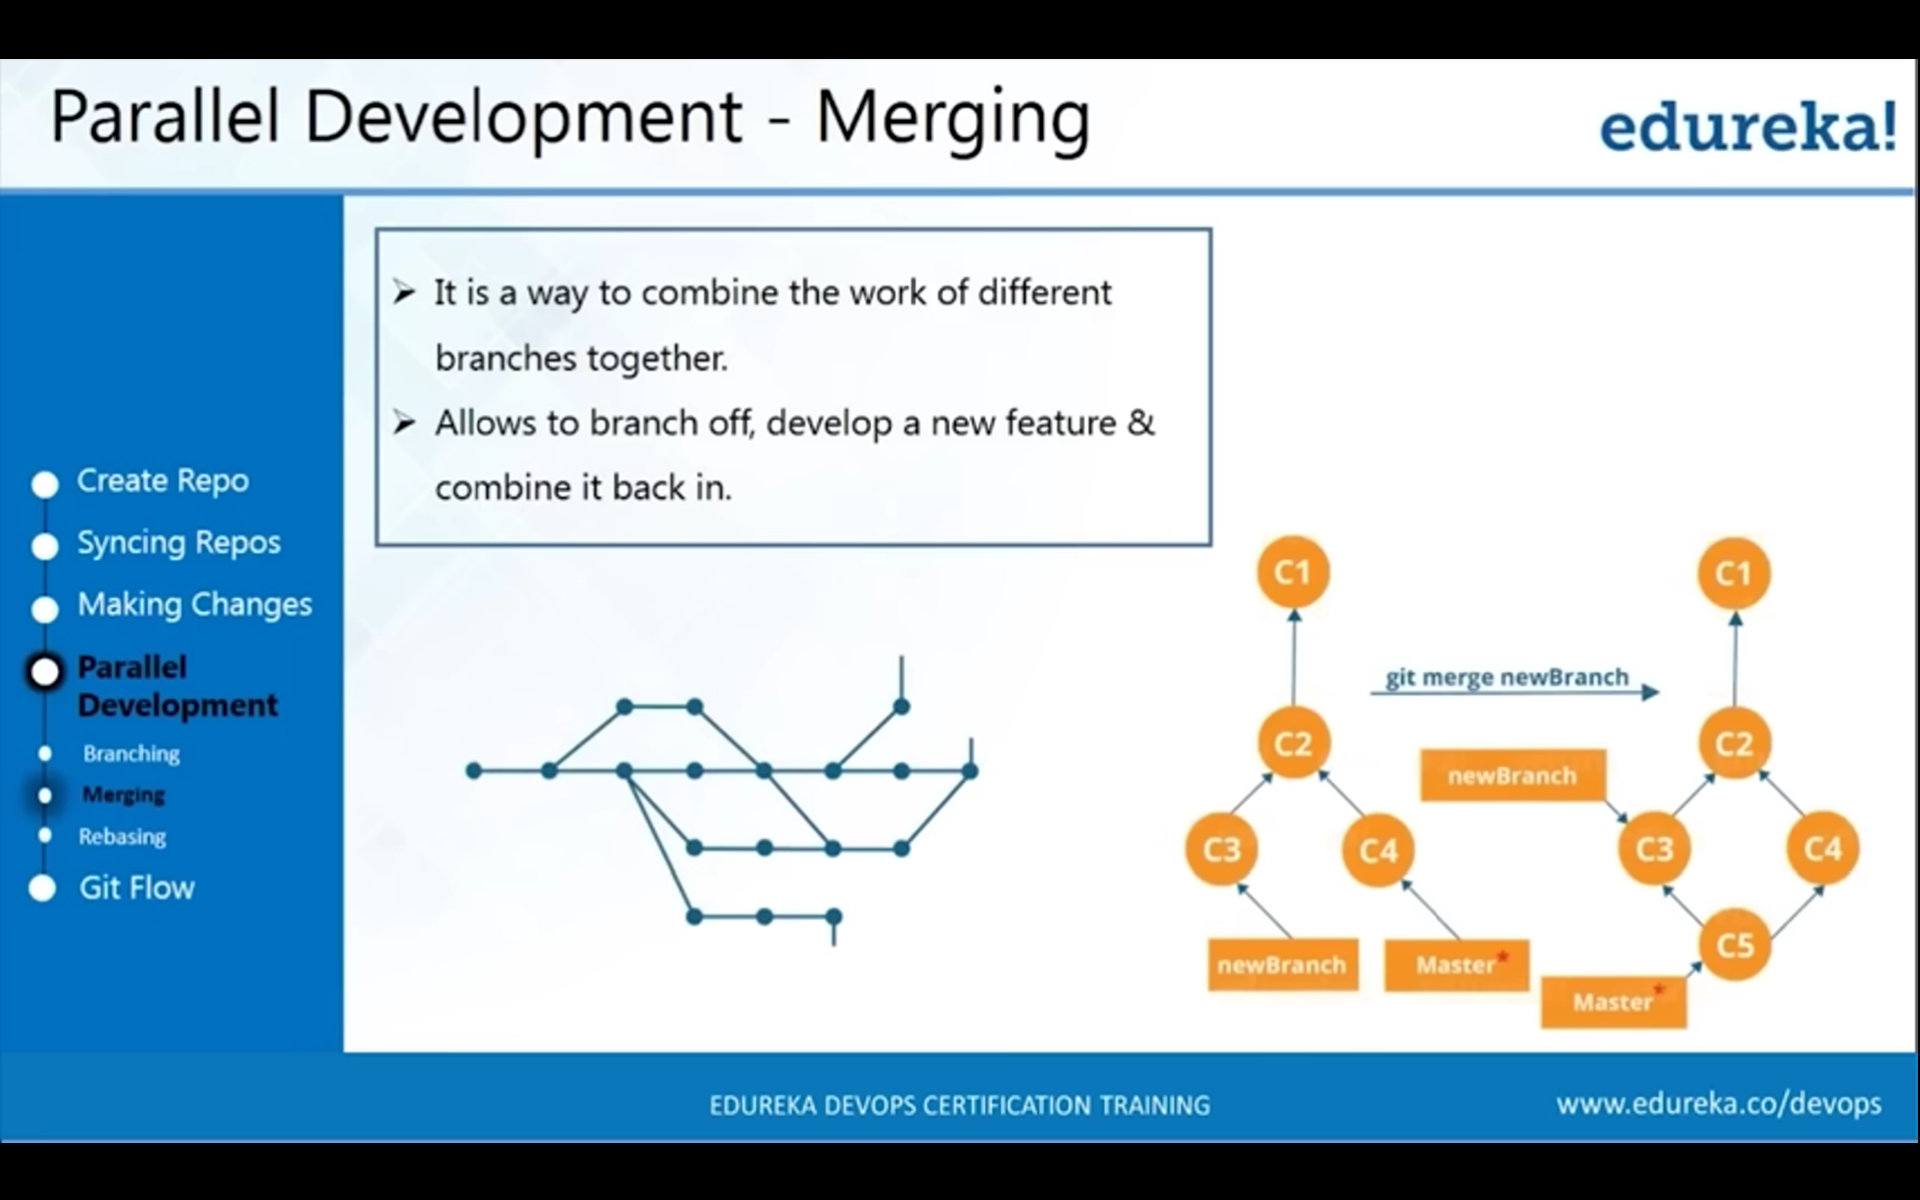 Parallel Development - Merging
edureka!
➤ It is a way to combine the work of different
branches together.
➤ Allows to branch off, develop a new feature &
combine it back in.
Create Repo
Syncing Repos
Making Changes
Parallel
Development
Branching
Merging
Rebasing
Git Flow
C1
C2
C3
C4
newBranch
Master*
git merge newBranch
C1
C2
newBranch
C3
C4
C5
Master*
EDUREKA DEVOPS CERTIFICATION TRAINING
www.edureka.co/devops